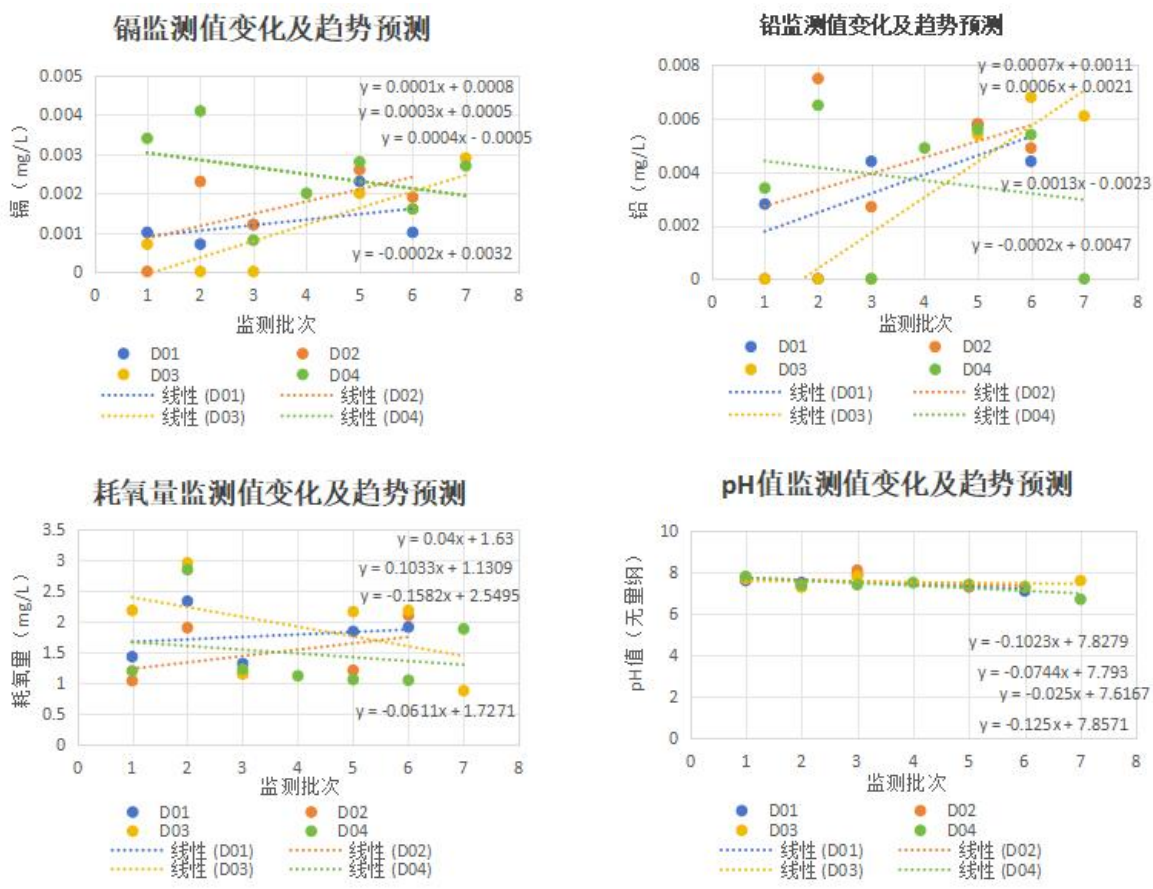 镉监测值变化及趋势预测
镉（mg/L）
0.005
0.004
0.003
0.002
0.001
0
y = 0.0001x + 0.0008
y = 0.0003x + 0.0005
y = 0.0004x - 0.0005
y = -0.0002x + 0.0032
0 1 2 3 4 5 6 7 8
监测批次
D01 D02
D03 D04
线性 (D01) 线性 (D02)
线性 (D03) 线性 (D04)
铅监测值变化及趋势预测
铅（mg/L）
0.008
0.006
0.004
0.002
0
y = 0.0007x + 0.0011
y = 0.0006x + 0.0021
y = 0.0013x - 0.0023
y = -0.0002x + 0.0047
0 1 2 3 4 5 6 7 8
监测批次
D01 D02
D03 D04
线性 (D01) 线性 (D02)
线性 (D03) 线性 (D04)
耗氧量监测值变化及趋势预测
耗氧量（mg/L）
3.5
3
2.5
2
1.5
1
0.5
0
y = 0.04x + 1.63
y = 0.1033x + 1.1309
y = -0.1582x + 2.5495
y = -0.0611x + 1.7271
0 1 2 3 4 5 6 7 8
监测批次
D01 D02
D03 D04
线性 (D01) 线性 (D02)
线性 (D03) 线性 (D04)
pH值监测值变化及趋势预测
pH值（无量纲）
10
8
6
4
2
0
y = -0.1023x + 7.8279
y = -0.0744x + 7.793
y = -0.025x + 7.6167
y = -0.125x + 7.8571
0 1 2 3 4 5 6 7 8
监测批次
D01 D02
D03 D04
线性 (D01) 线性 (D02)
线性 (D03) 线性 (D04)